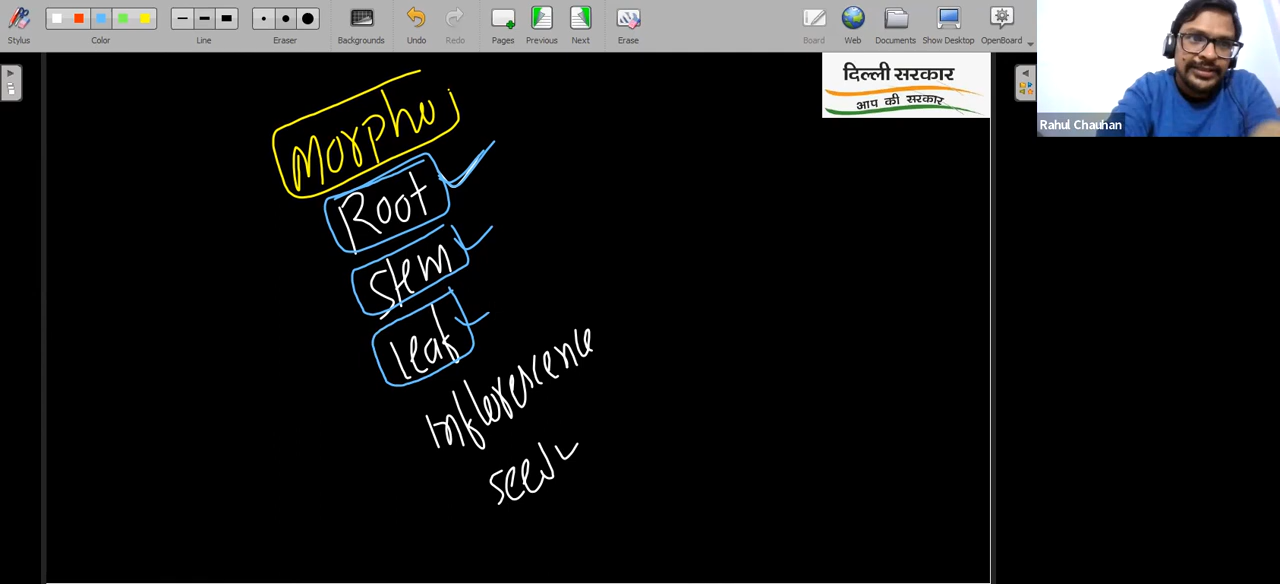 Stylus Color Line Eraser Backgrounds Undo Redo Pages Previous Next Erase Board Web Documents Show Desktop OpenBoard
दिल्ली सरकार
आप की सरकार
Rahul Chauhan
Morpho
Root
Stem
Leaf
Inflorescence